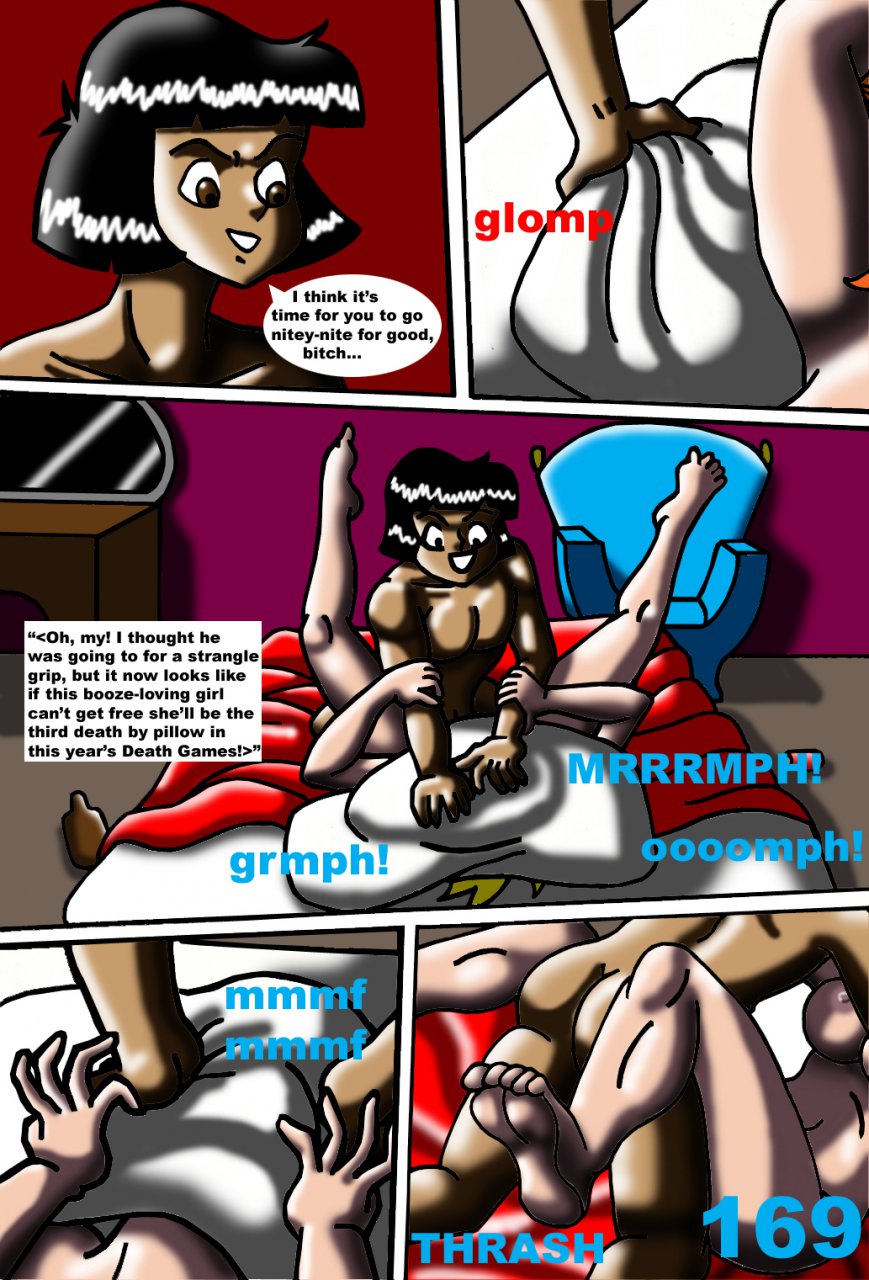 I think it's
time for you to go
nitey-nite for good,
bitch...
glomp
"<Oh, my! I thought he
was going to for a strangle
grip, but it now looks like
if this booze-loving girl
can't get free she'll be the
third death by pillow in
this year's Death Games!>"
MRRRMPH!
grmph!
oooomph!
mmmf
mmmf
THRASH
169